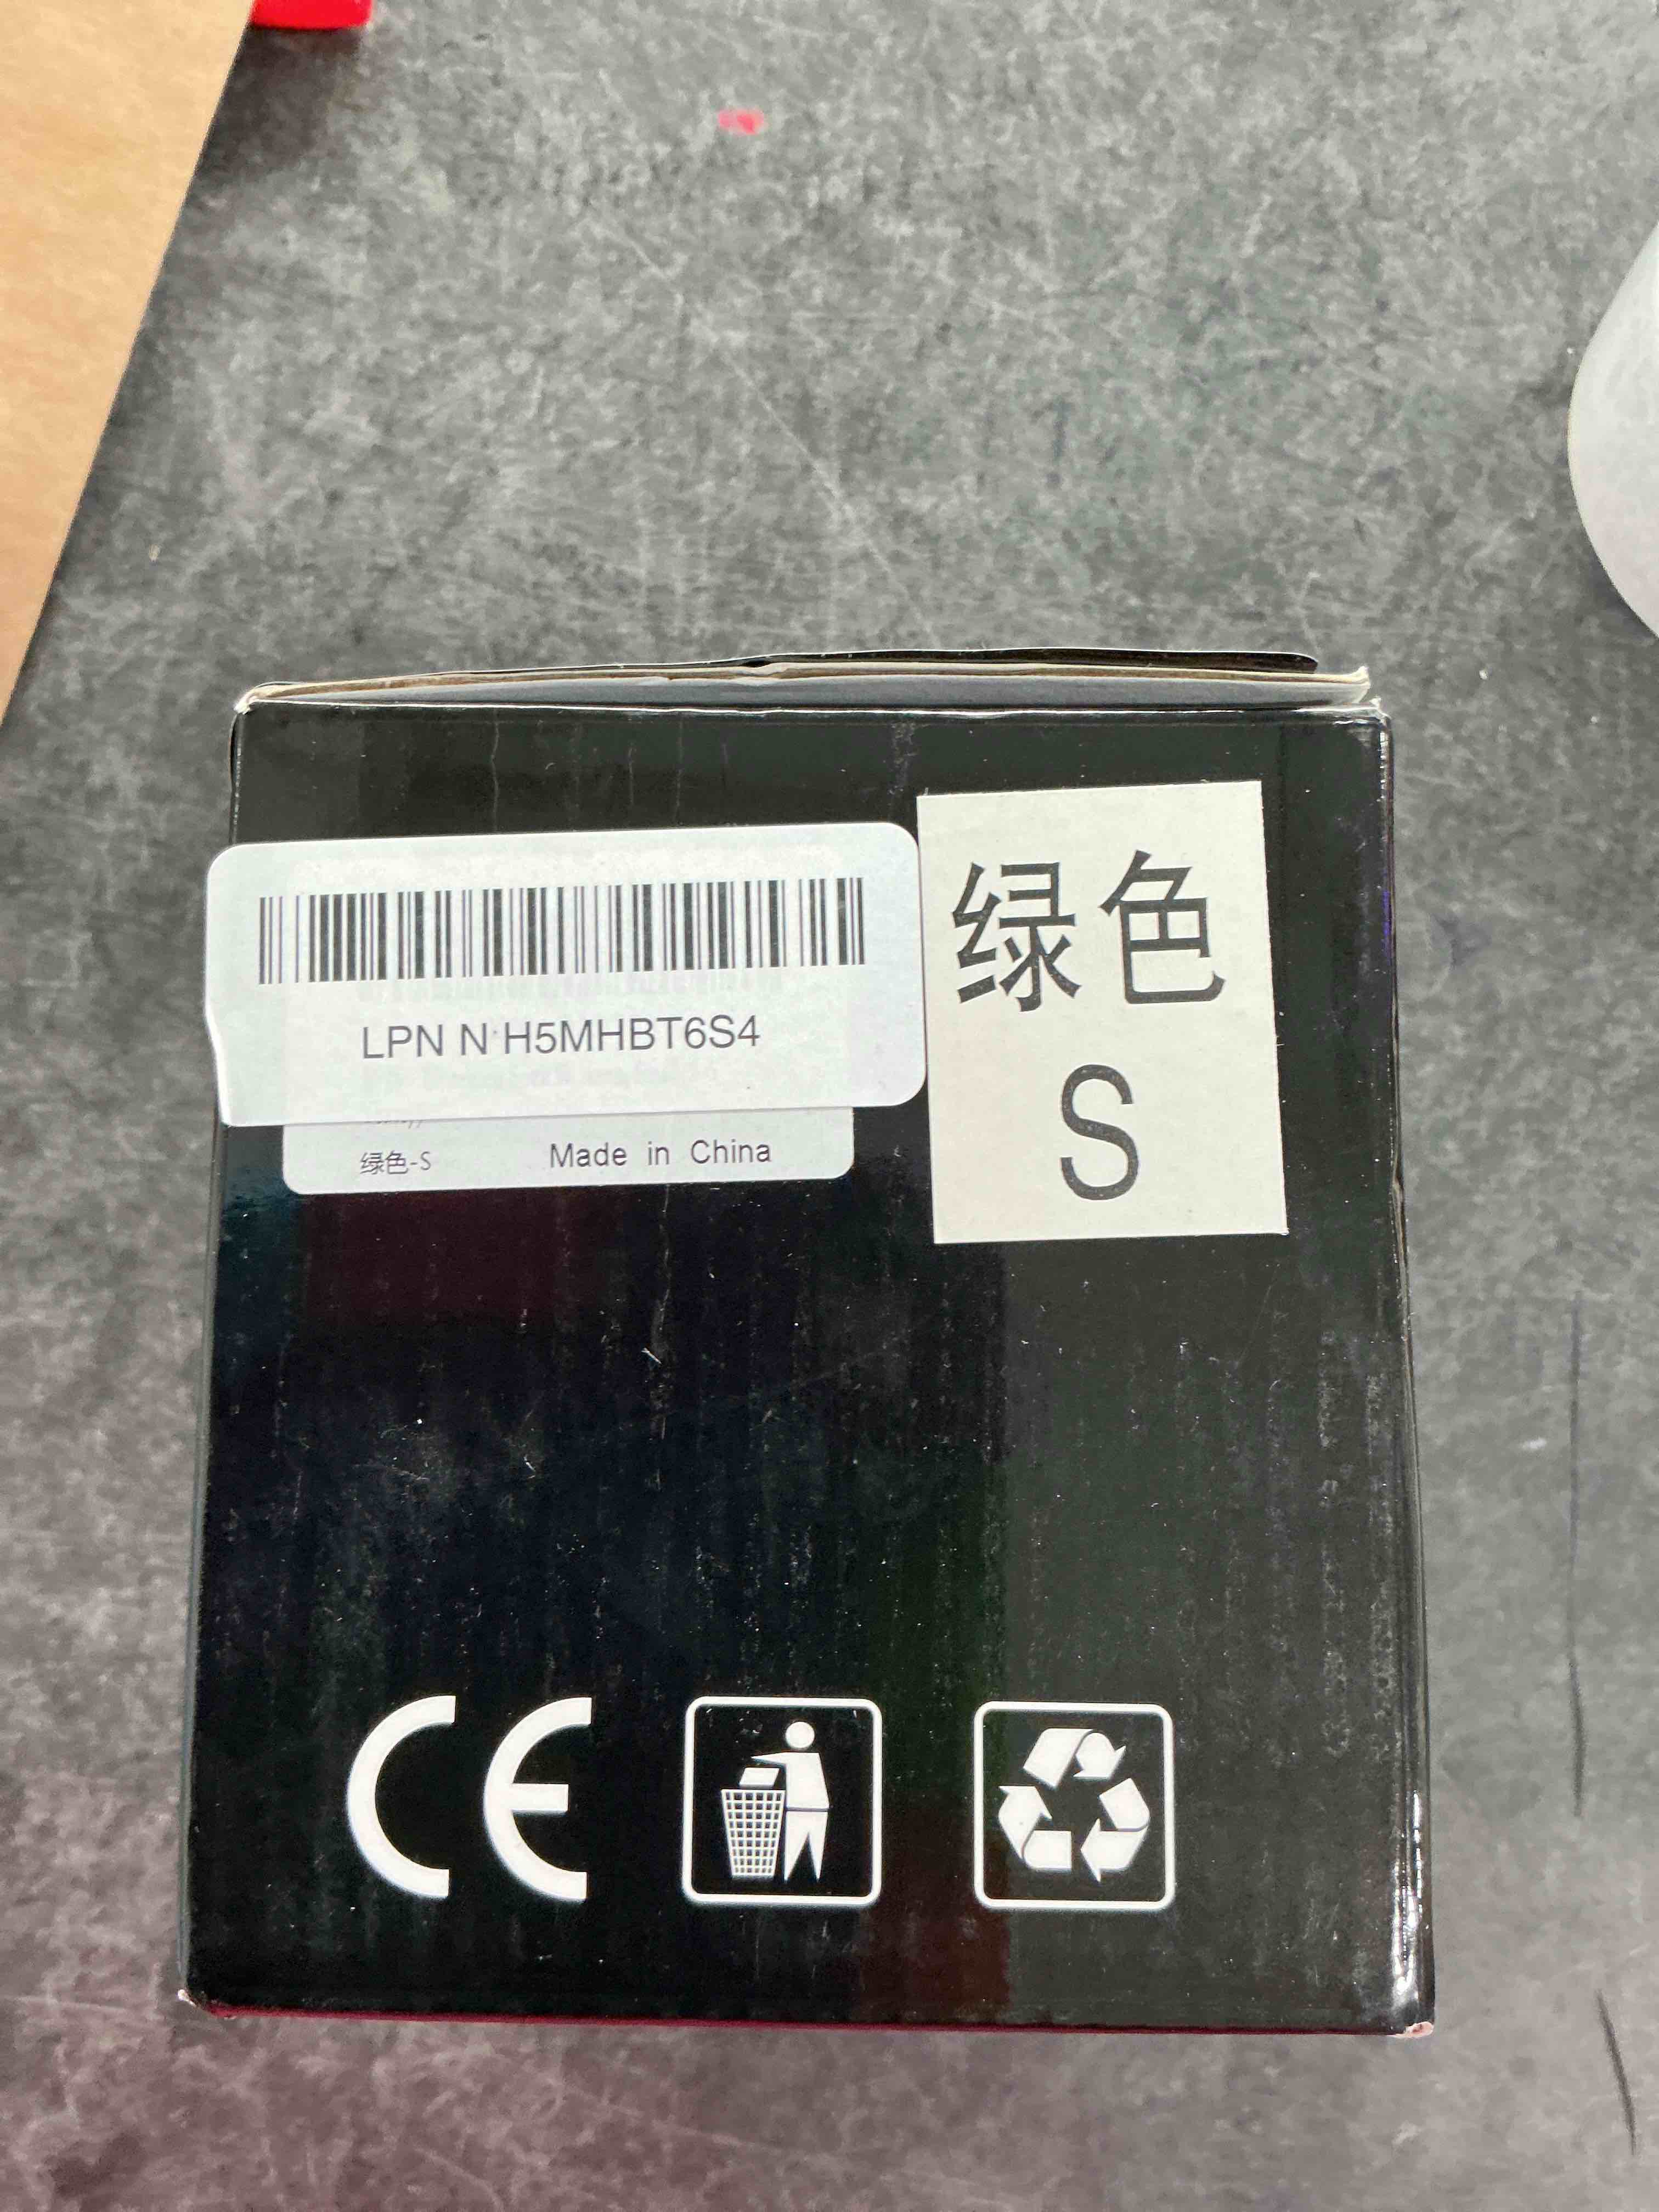 LPN N H5MHBT6S4
绿色-S Made in China
绿色
S
CE